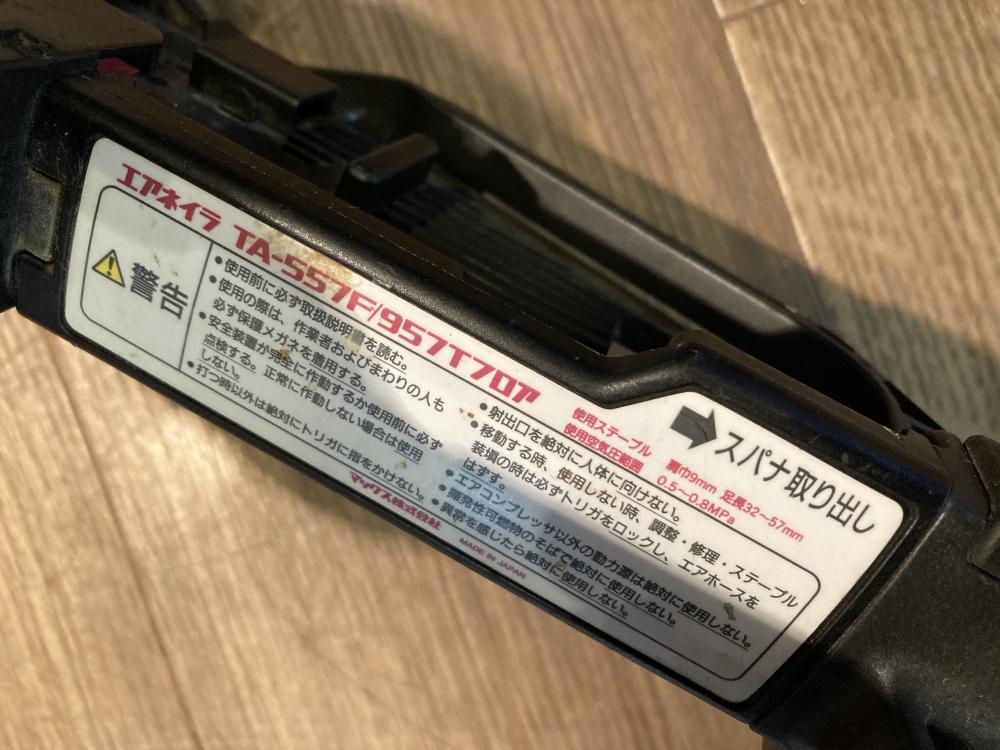 エアネイラ TA-557F/957Tフロア
使用ステープル 肩巾9mm 足長32~57mm
使用空気圧範囲 0.5~0.8MPa
スパナ取り出し
警告
●使用前に必ず取扱説明書を読む。
●使用の際は、作業者およびまわりの人も
必ず保護メガネを着用する。
●安全装置が完全に作動するか使用前に必ず
点検する。正常に作動しない場合は使用
しない。
●打つ時以外は絶対にトリガに指をかけない。
●射出口を絶対に人体に向けない。
●移動する時、使用しない時、調整・修理・ステープル
装填の時は必ずトリガをロックし、エアホースを
はずす。
●エアコンプレッサ以外の動力源は絶対に使用しない。
●揮発性可燃物のそばで絶対に使用しない。
●異常を感じたら絶対に使用しない。
マックス株式会社
MADE IN JAPAN